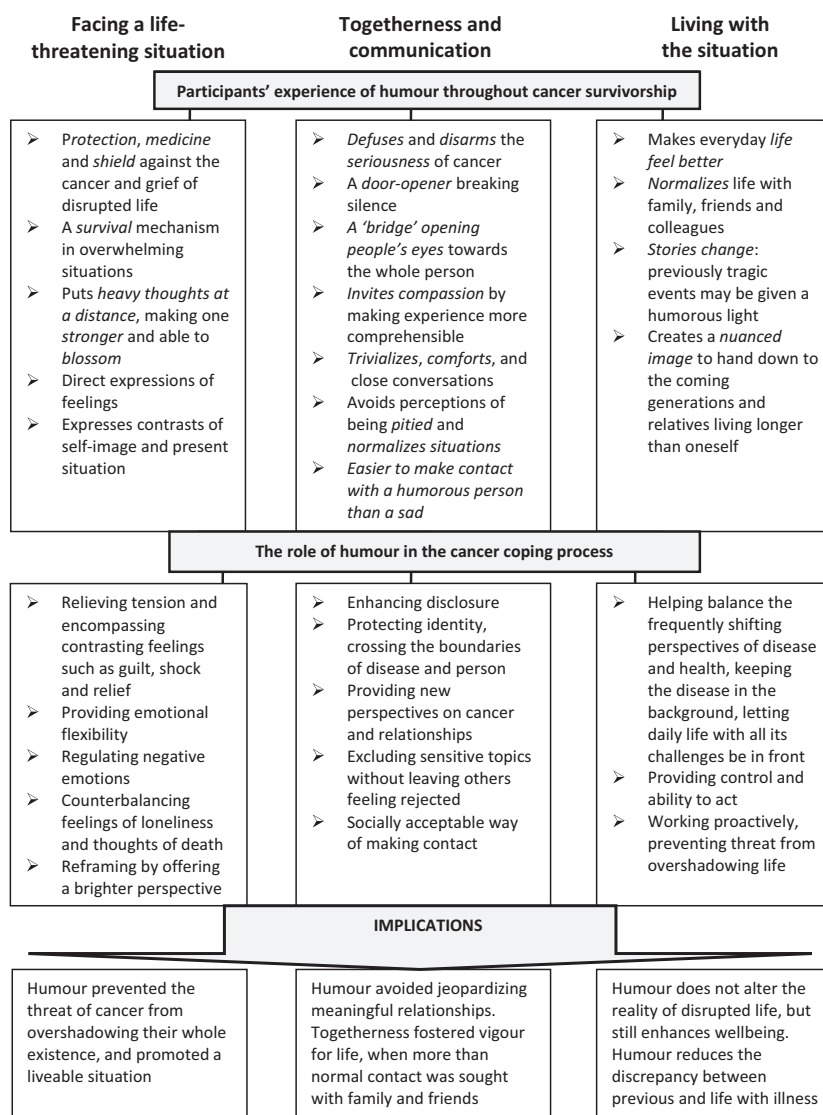 Facing a life-
threatening situation
Togetherness and
communication
Living with
the situation
Participants' experience of humour throughout cancer survivorship
➢ Protection, medicine
and shield against the
cancer and grief of
disrupted life
➢ A survival mechanism
in overwhelming
situations
➢ Puts heavy thoughts at
a distance, making one
stronger and able to
blossom
➢ Direct expressions of
feelings
➢ Expresses contrasts of
self-image and present
situation
➢ Defuses and disarms the
seriousness of cancer
➢ A door-opener breaking
silence
➢ A 'bridge' opening
people's eyes towards
the whole person
➢ Invites compassion by
making experience more
comprehensible
➢ Trivializes, comforts, and
close conversations
➢ Avoids perceptions of
being pitied and
normalizes situations
➢ Easier to make contact
with a humorous person
than a sad
➢ Makes everyday life
feel better
➢ Normalizes life with
family, friends and
colleagues
➢ Stories change:
previously tragic
events may be given a
humorous light
➢ Creates a nuanced
image to hand down to
the coming
generations and
relatives living longer
than oneself
The role of humour in the cancer coping process
➢ Relieving tension and
encompassing
contrasting feelings
such as guilt, shock
and relief
➢ Providing emotional
flexibility
➢ Regulating negative
emotions
➢ Counterbalancing
feelings of loneliness
and thoughts of death
➢ Reframing by offering
a brighter perspective
➢ Enhancing disclosure
➢ Protecting identity,
crossing the boundaries
of disease and person
➢ Providing new
perspectives on cancer
and relationships
➢ Excluding sensitive topics
without leaving others
feeling rejected
➢ Socially acceptable way
of making contact
➢ Helping balance the
frequently shifting
perspectives of disease
and health, keeping
the disease in the
background, letting
daily life with all its
challenges be in front
➢ Providing control and
ability to act
➢ Working proactively,
preventing threat from
overshadowing life
IMPLICATIONS
Humour prevented the
threat of cancer from
overshadowing their whole
existence, and promoted a
liveable situation
Humour avoided jeopardizing
meaningful relationships.
Togetherness fostered vigour
for life, when more than
normal contact was sought
with family and friends
Humour does not alter the
reality of disrupted life, but
still enhances wellbeing.
Humour reduces the
discrepancy between
previous and life with illness